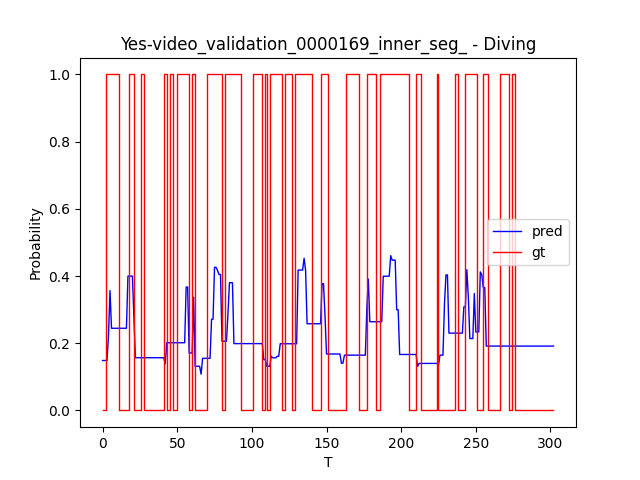 Yes-video_validation_0000169_inner_seg_ - Diving
1.0
0.8
0.6
0.4
0.2
0.0
Probability
pred
gt
0 50 100 150 200 250 300
T